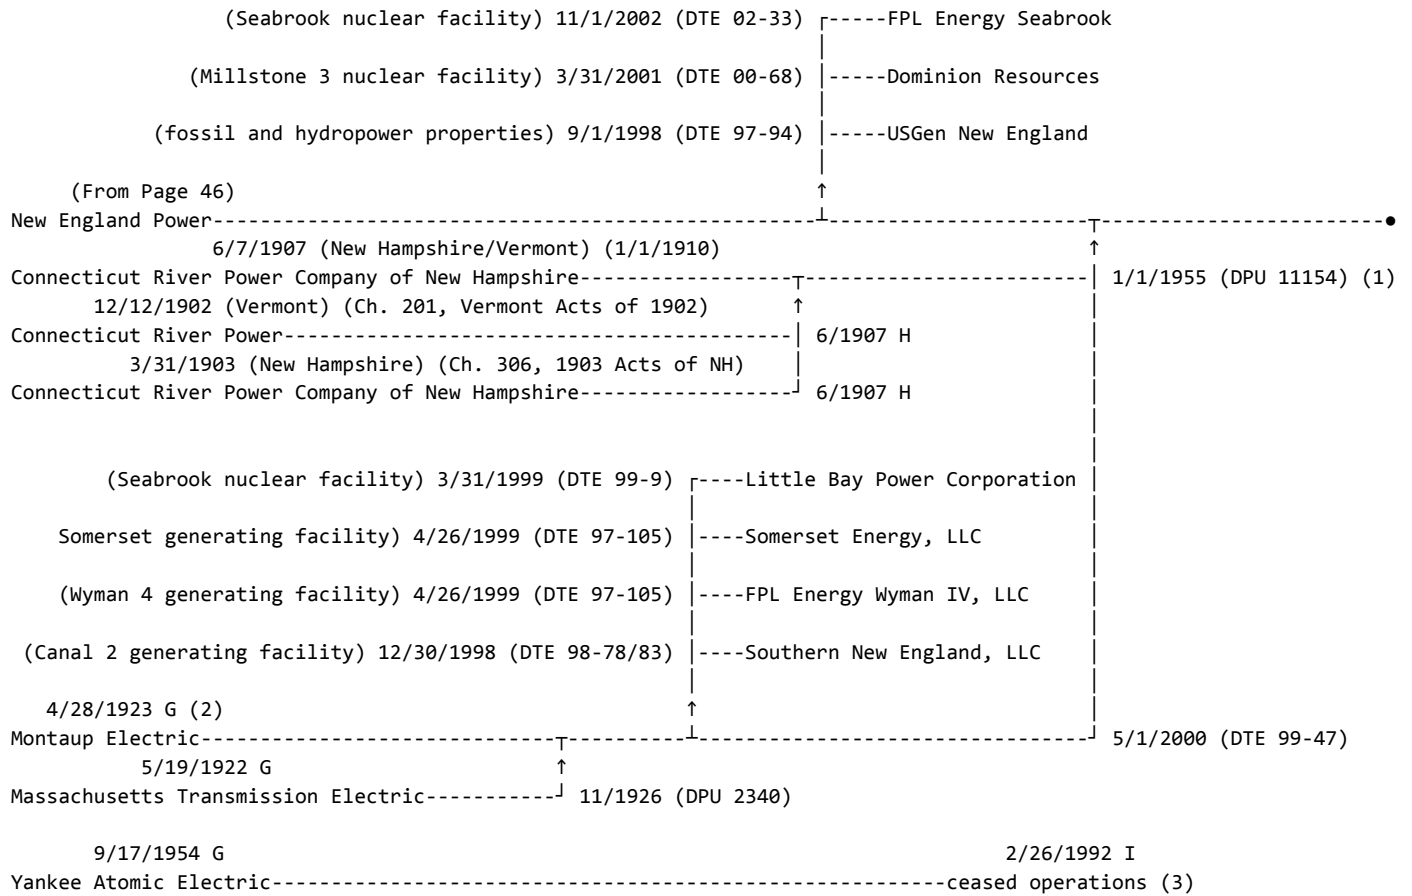 (Seabrook nuclear facility) 11/1/2002 (DTE 02-33) ┌-----FPL Energy Seabrook
(Millstone 3 nuclear facility) 3/31/2001 (DTE 00-68) |-----Dominion Resources
(fossil and hydropower properties) 9/1/1998 (DTE 97-94) |-----USGen New England
(From Page 46) ↑
New England Power----------------------------------------------------┴-----------------------┬-------------------------●
6/7/1907 (New Hampshire/Vermont) (1/1/1910) ↑
Connecticut River Power Company of New Hampshire------------------┬------------------------| 1/1/1955 (DPU 11154) (1)
12/12/1902 (Vermont) (Ch. 201, Vermont Acts of 1902) ↑
Connecticut River Power-------------------------------------------| 6/1907 H
3/31/1903 (New Hampshire) (Ch. 306, 1903 Acts of NH)
Connecticut River Power Company of New Hampshire------------------┘ 6/1907 H
(Seabrook nuclear facility) 3/31/1999 (DTE 99-9) ┌----Little Bay Power Corporation
Somerset generating facility) 4/26/1999 (DTE 97-105) |----Somerset Energy, LLC
(Wyman 4 generating facility) 4/26/1999 (DTE 97-105) |----FPL Energy Wyman IV, LLC
(Canal 2 generating facility) 12/30/1998 (DTE 98-78/83) |----Southern New England, LLC
4/28/1923 G (2) ↑
Montaup Electric------------------------------┬----------┴---------------------------------┘ 5/1/2000 (DTE 99-47)
5/19/1922 G ↑
Massachusetts Transmission Electric-----------┘ 11/1926 (DPU 2340)
9/17/1954 G 2/26/1992 I
Yankee Atomic Electric---------------------------------------------------------ceased operations (3)